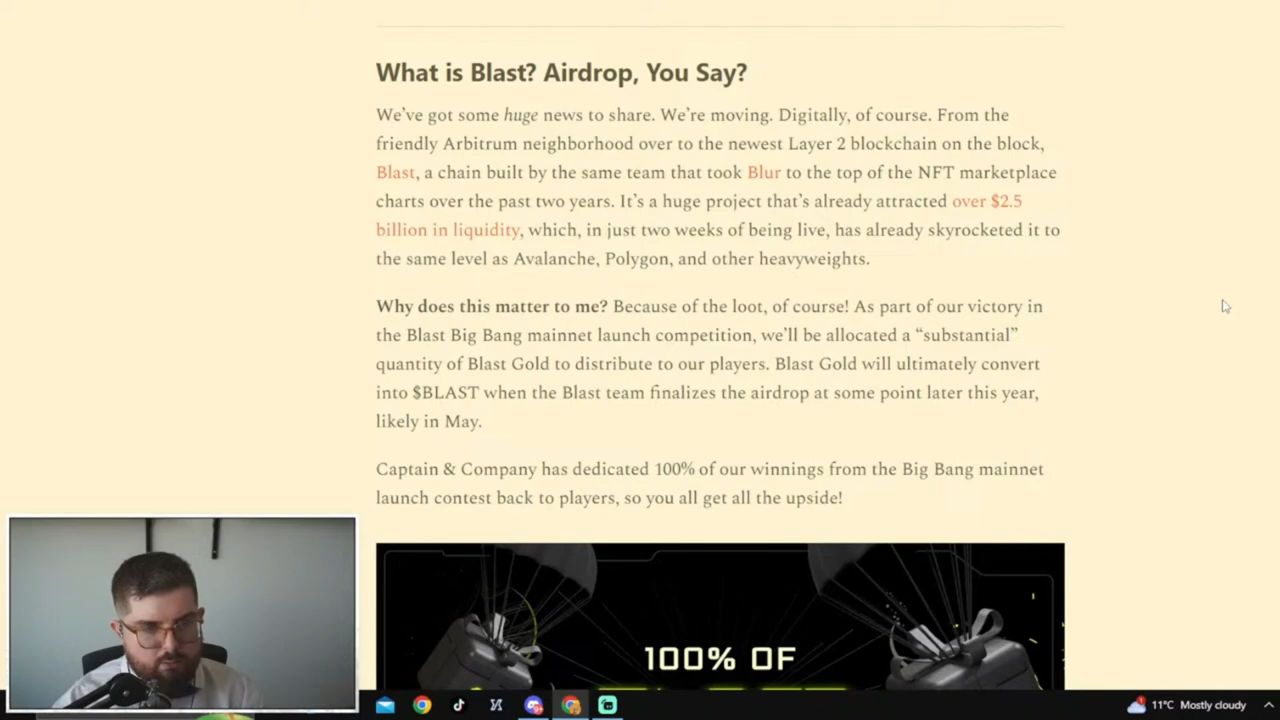 What is Blast? Airdrop, You Say?
We've got some huge news to share. We're moving. Digitally, of course. From the
friendly Arbitrum neighborhood over to the newest Layer 2 blockchain on the block,
Blast, a chain built by the same team that took Blur to the top of the NFT marketplace
charts over the past two years. It's a huge project that's already attracted over $2.5
billion in liquidity, which, in just two weeks of being live, has already skyrocketed it to
the same level as Avalanche, Polygon, and other heavyweights.
Why does this matter to me? Because of the loot, of course! As part of our victory in
the Blast Big Bang mainnet launch competition, we'll be allocated a “substantial”
quantity of Blast Gold to distribute to our players. Blast Gold will ultimately convert
into $BLAST when the Blast team finalizes the airdrop at some point later this year,
likely in May.
Captain & Company has dedicated 100% of our winnings from the Big Bang mainnet
launch contest back to players, so you all get all the upside!
100% OF
11°C Mostly cloudy